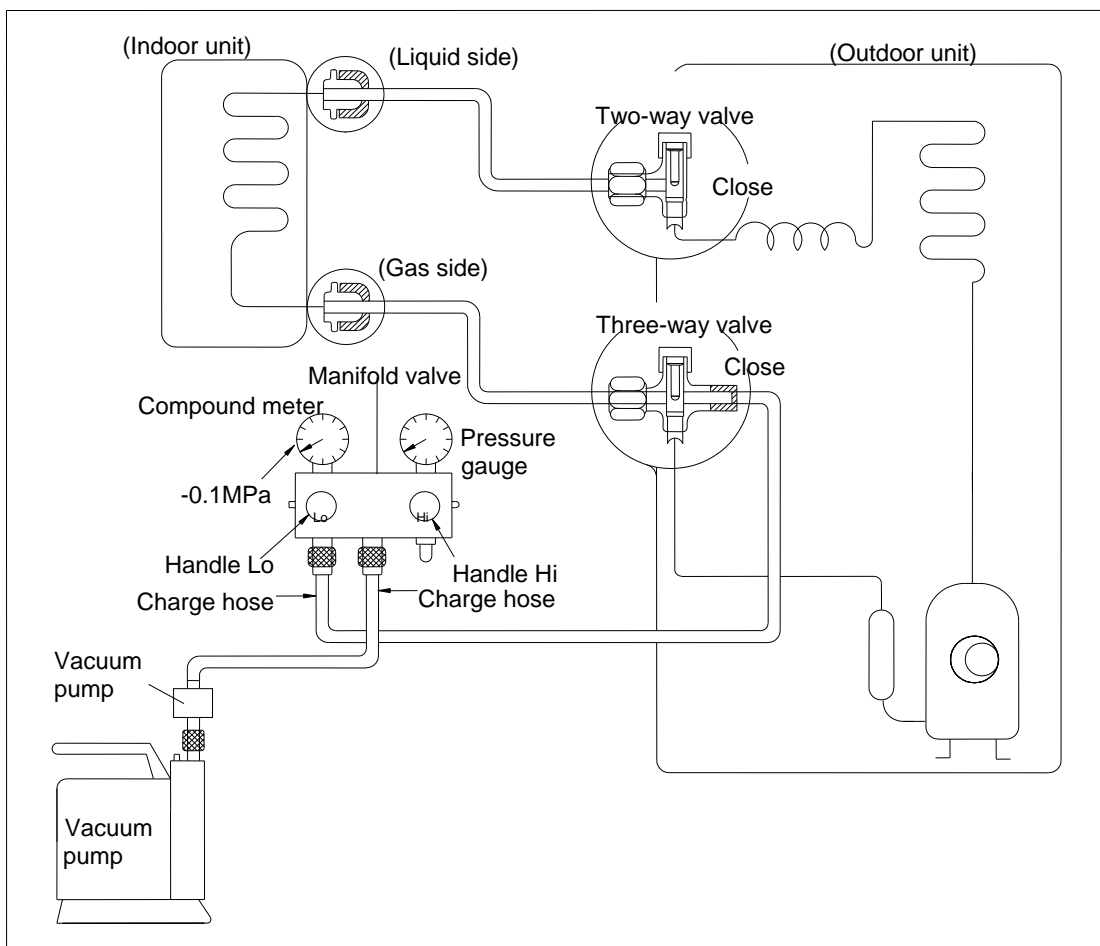 (Indoor unit)
(Liquid side)
(Outdoor unit)
Two-way valve
Close
(Gas side)
Three-way valve
Close
Manifold valve
Compound meter
Pressure
gauge
-0.1MPa
Lo
Hi
Handle Lo
Handle Hi
Charge hose
Charge hose
Vacuum
pump
Vacuum
pump